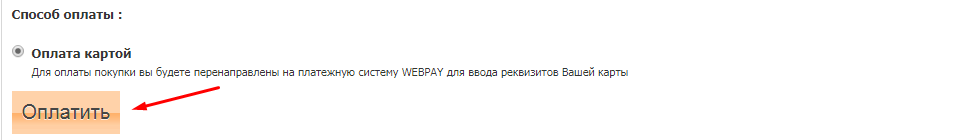 Способ оплаты :
Оплата картой
Для оплаты покупки вы будете перенаправлены на платежную систему WEBPAY для ввода реквизитов Вашей карты
Оплатить